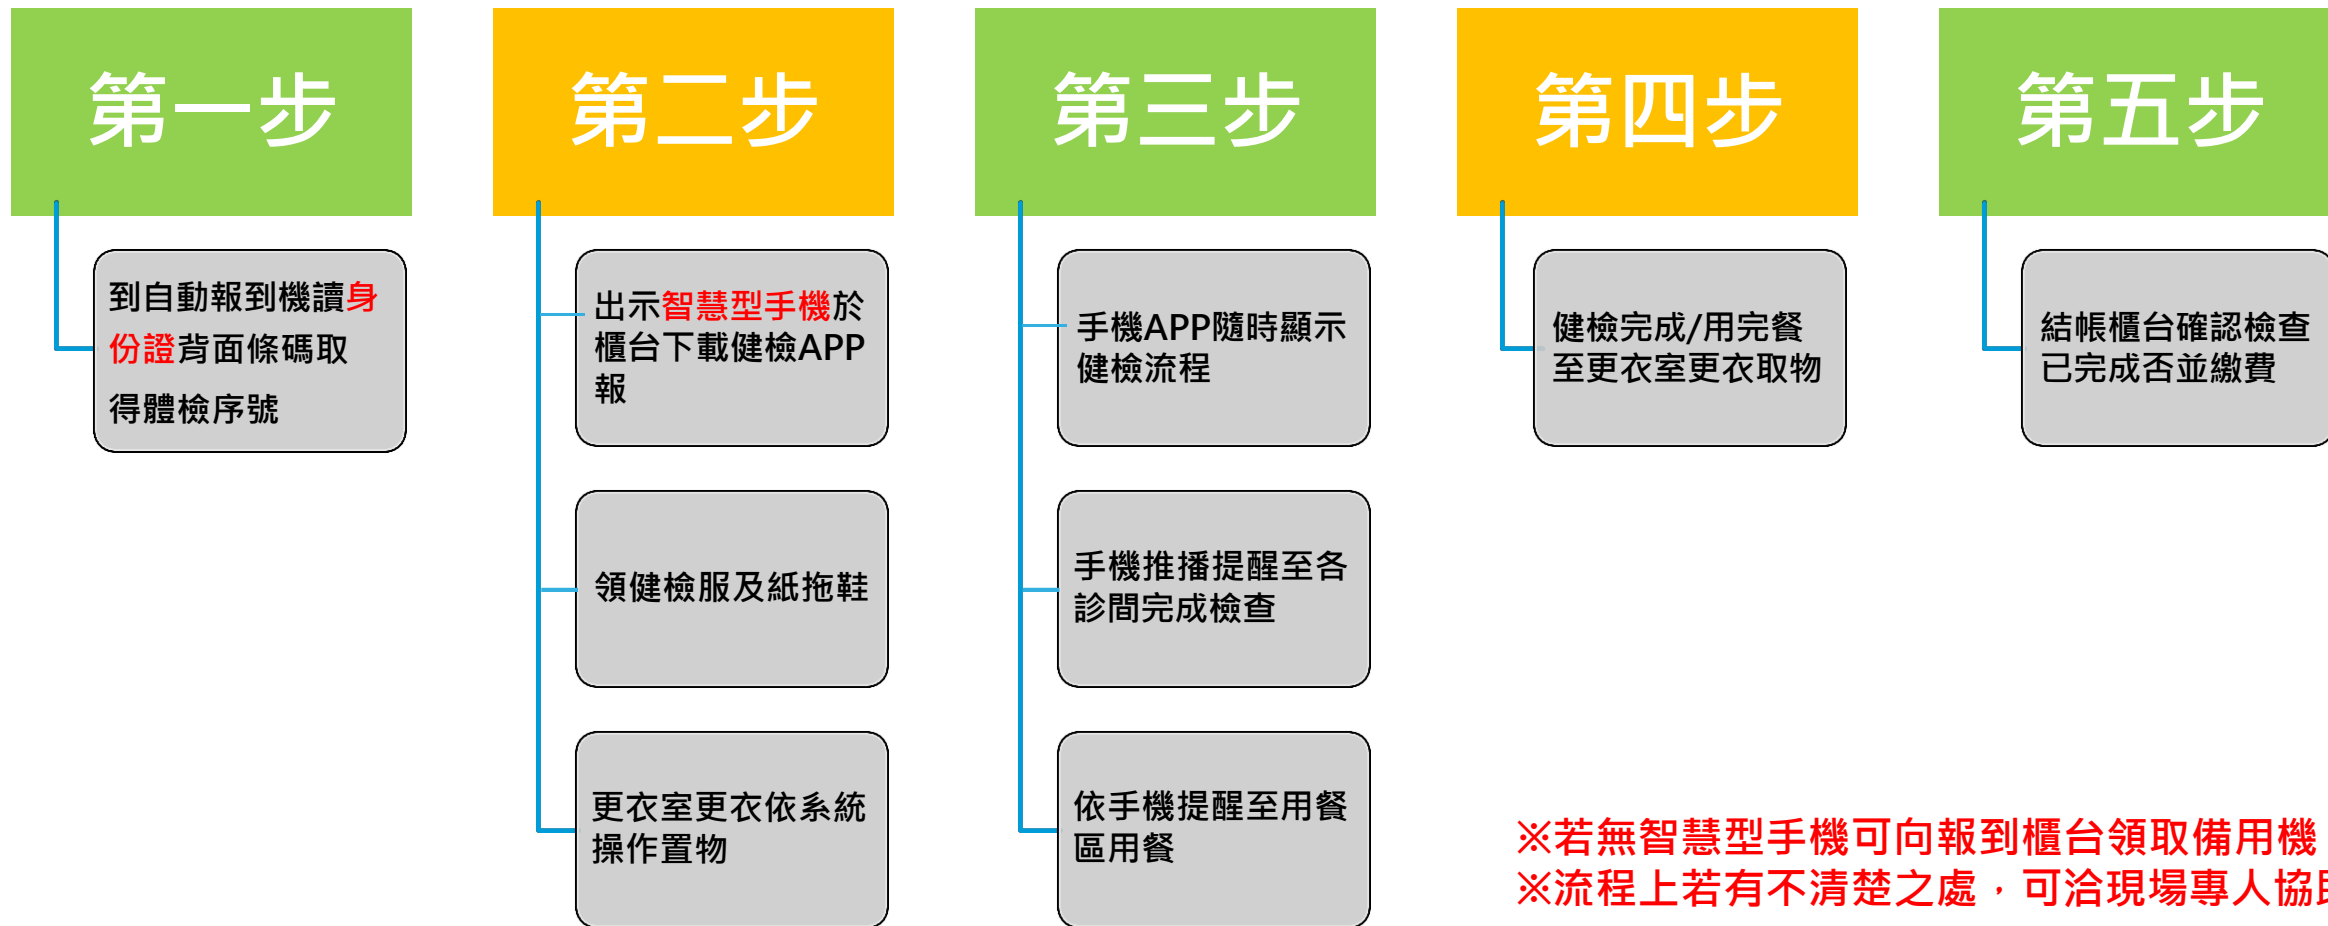 第一步
到自動報到機讀身
份證背面條碼取
得體檢序號
第二步
出示智慧型手機於
櫃台下載健檢APP
報
領健檢服及紙拖鞋
更衣室更衣依系統
操作置物
第三步
手機APP隨時顯示
健檢流程
手機推播提醒至各
診間完成檢查
依手機提醒至用餐
區用餐
第四步
健檢完成/用完餐
至更衣室更衣取物
第五步
結帳櫃台確認檢查
已完成否並繳費
※若無智慧型手機可向報到櫃台領取備用機
※流程上若有不清楚之處，可洽現場專人協